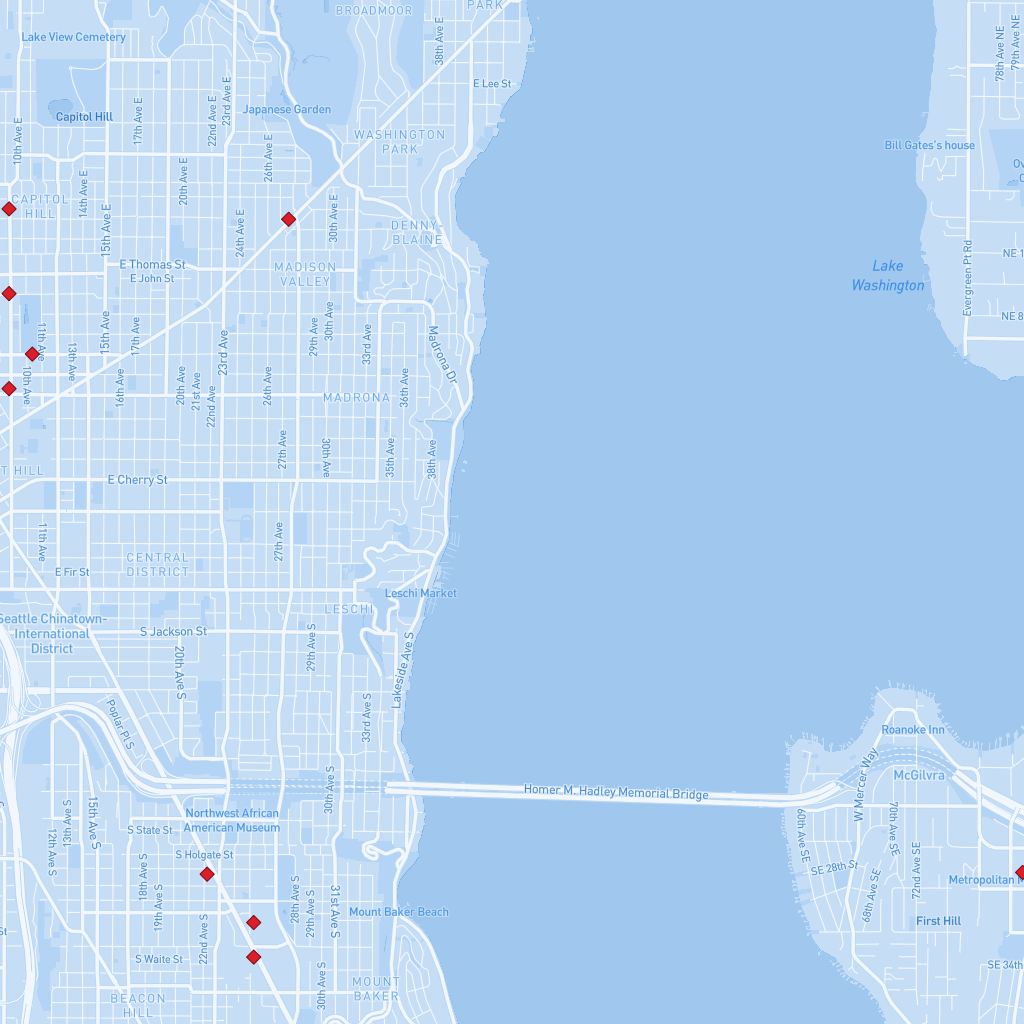 BROADMOOR
PARK
Lake View Cemetery
38th Ave E
78th Ave NE
79th Ave NE
E Lee St
Japanese Garden
Capitol Hill
17th Ave E
22nd Ave E
23rd Ave E
10th Ave E
26th Ave E
WASHINGTON
PARK
Bill Gates's house
20th Ave E
14th Ave E
CAPITOL
HILL
15th Ave E
24th Ave E
30th Ave E
DENNY-
BLAINE
E Thomas St
E John St
MADISON
VALLEY
Lake
Washington
Evergreen Pt Rd
NE 1
NE 8
11th Ave
10th Ave
13th Ave
15th Ave
17th Ave
16th Ave
20th Ave
21st Ave
22nd Ave
23rd Ave
26th Ave
29th Ave
30th Ave
33rd Ave
36th Ave
Madrona Dr
MADRONA
T HILL
27th Ave
30th Ave
35th Ave
38th Ave
E Cherry St
11th Ave
27th Ave
CENTRAL
DISTRICT
E Fir St
Leschi Market
LESCHI
Seattle Chinatown-
International
District
S Jackson St
20th Ave S
29th Ave S
Lakeside Ave S
33rd Ave S
Poplar Pl S
Roanoke Inn
McGilvra
W Mercer Way
Homer M. Hadley Memorial Bridge
30th Ave S
12th Ave S
13th Ave S
15th Ave S
Northwest African
American Museum
S State St
60th Ave SE
70th Ave SE
S Holgate St
18th Ave S
19th Ave S
22nd Ave S
28th Ave S
29th Ave S
31st Ave S
SE 28th St
68th Ave SE
72nd Ave SE
Metropolitan
Mount Baker Beach
First Hill
St
S Waite St
30th Ave S
SE 34th
MOUNT
BAKER
BEACON
HILL